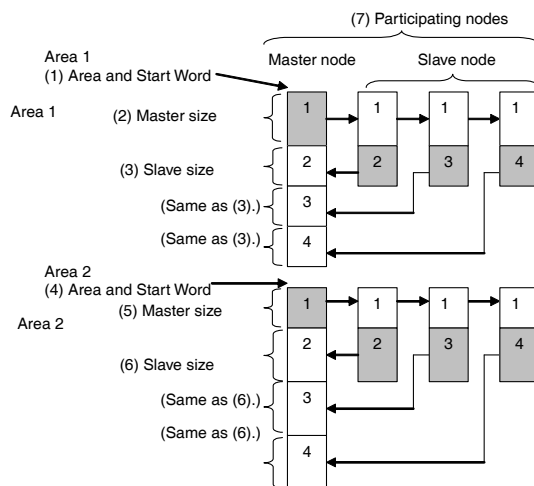 (7) Participating nodes
Area 1
(1) Area and Start Word
Master node
Slave node
Area 1
(2) Master size
1 1 1 1
(3) Slave size
2 2 3 4
(Same as (3).)
3
(Same as (3).)
4
Area 2
(4) Area and Start Word
(5) Master size
1 1 1 1
Area 2
(6) Slave size
2 2 3 4
(Same as (6).)
3
(Same as (6).)
4